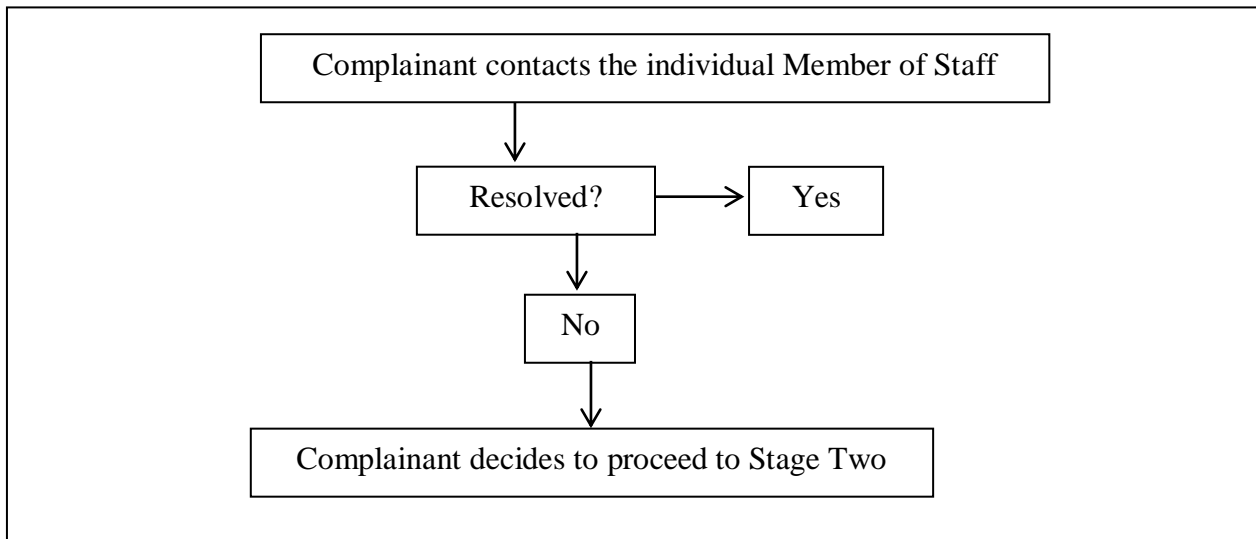 Complainant contacts the individual Member of Staff
Resolved?
Yes
No
Complainant decides to proceed to Stage Two